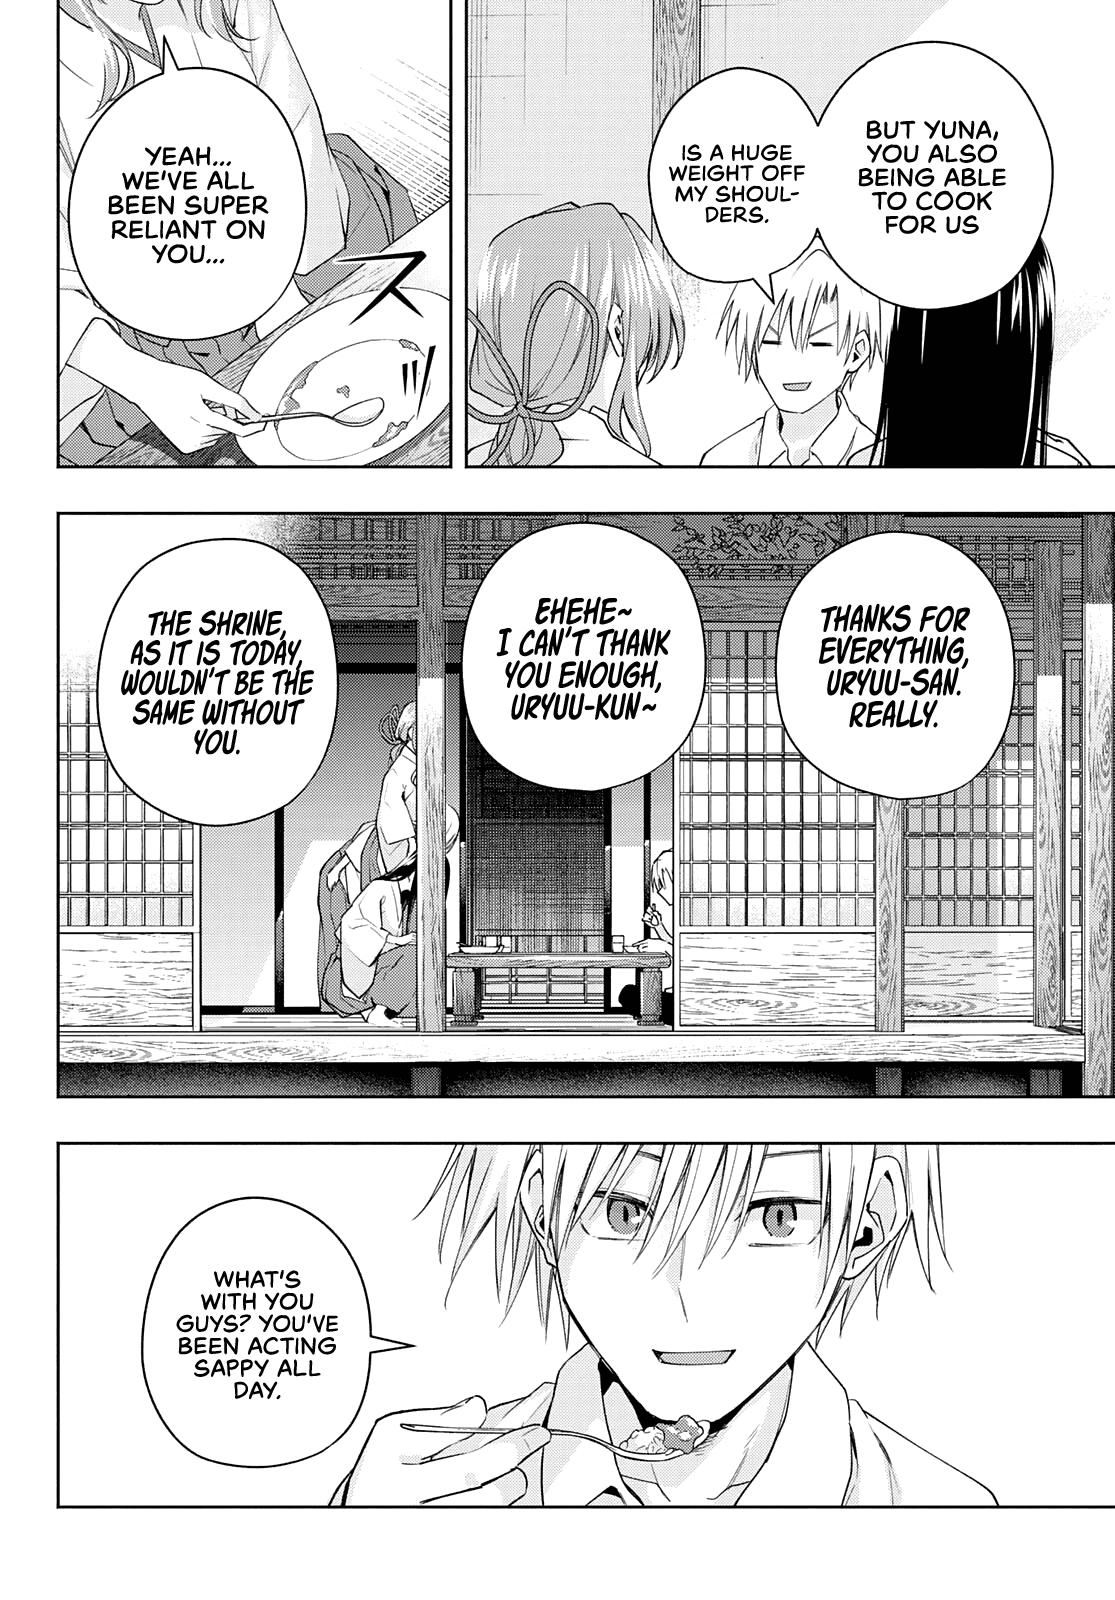 BUT YUNA,
YOU ALSO
BEING ABLE
TO COOK
FOR US
IS A HUGE
WEIGHT OFF
MY SHOUL-
DERS.
YEAH...
WE'VE ALL
BEEN SUPER
RELIANT ON
YOU...
ス
THANKS FOR
EVERYTHING,
URYUU-SAN.
REALLY.
EHEHE~
I CAN'T THANK
YOU ENOUGH,
URYUU-KUN~
THE SHRINE,
AS IT IS TODAY,
WOULDN'T BE THE
SAME WITHOUT
YOU.
WHAT'S
WITH YOU
GUYS? YOU'VE
BEEN ACTING
SAPPY ALL
DAY.